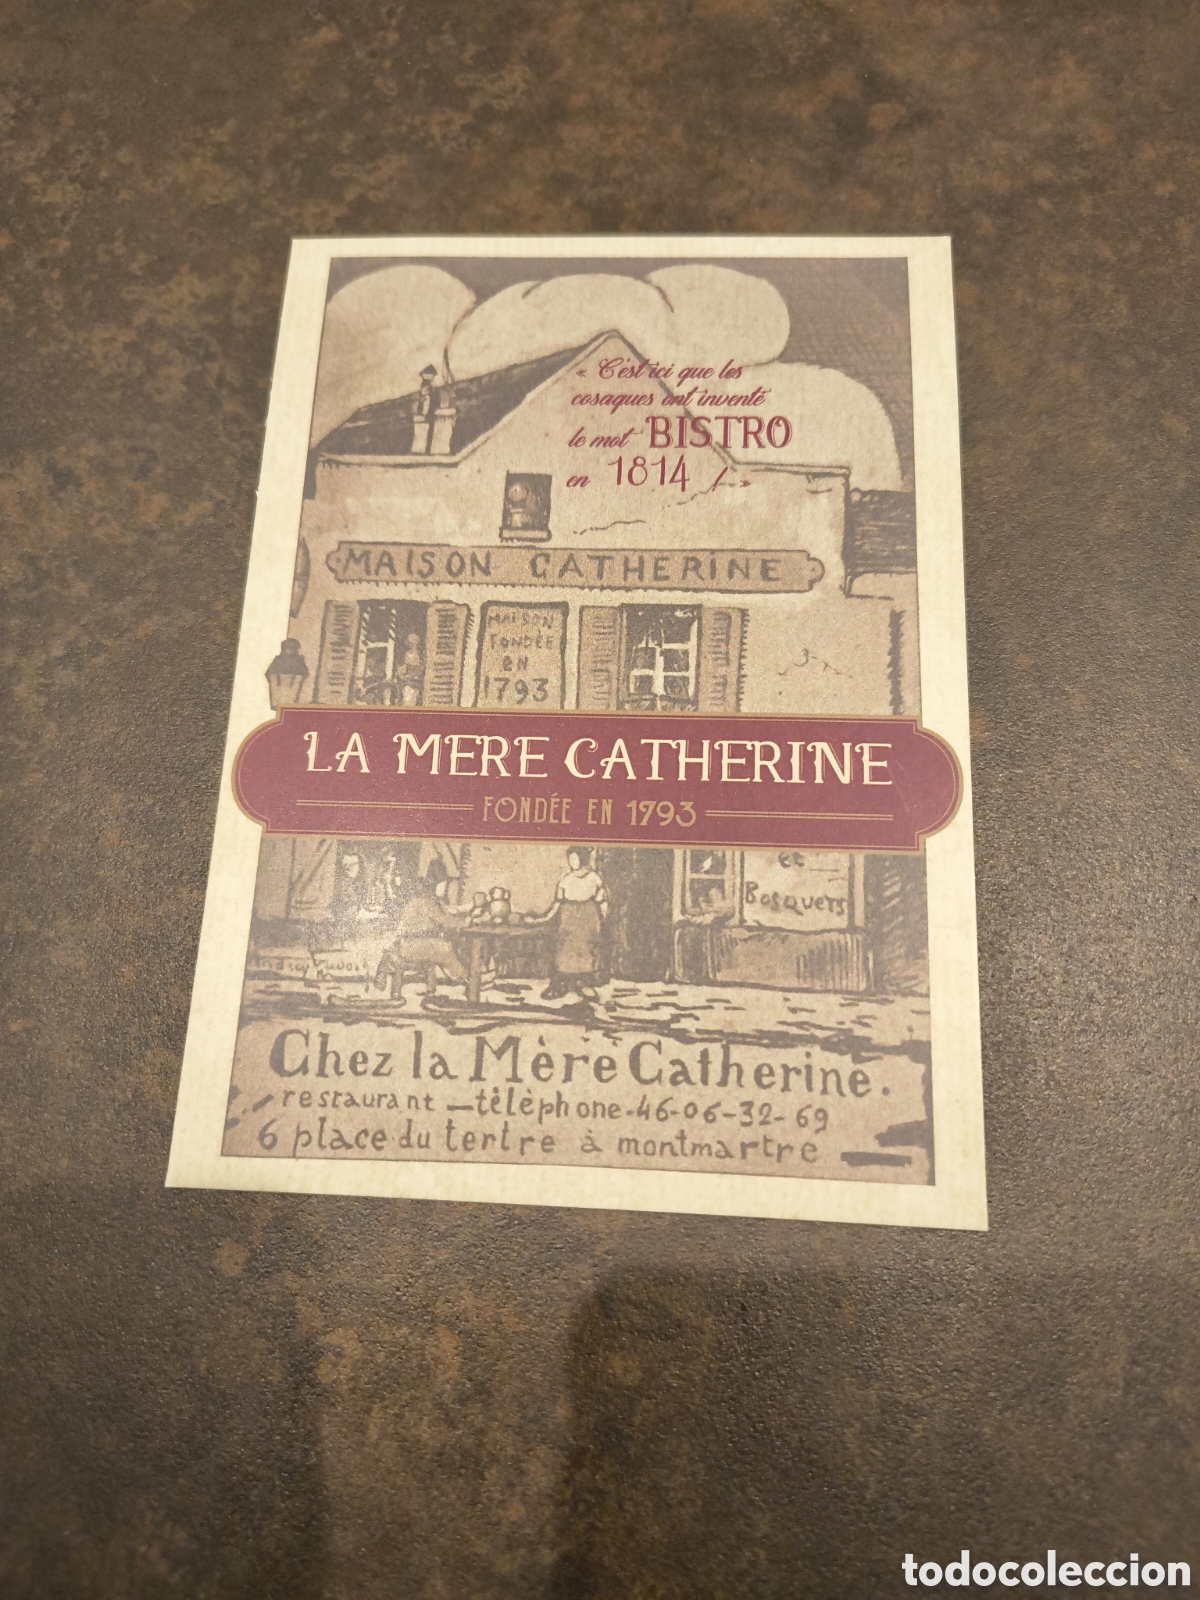 « C'est ici que les
cosaques ont inventé
le mot BISTRO
en 1814 ! »
MAISON CATHERINE
MAISON
FONDÉE
EN
1793
LA MERE CATHERINE
FONDÉE EN 1793
et
Bosquets
Chez la Mère Catherine.
restaurant — téléphone-46-06-32-69
6 place du tertre à montmartre
todocoleccion